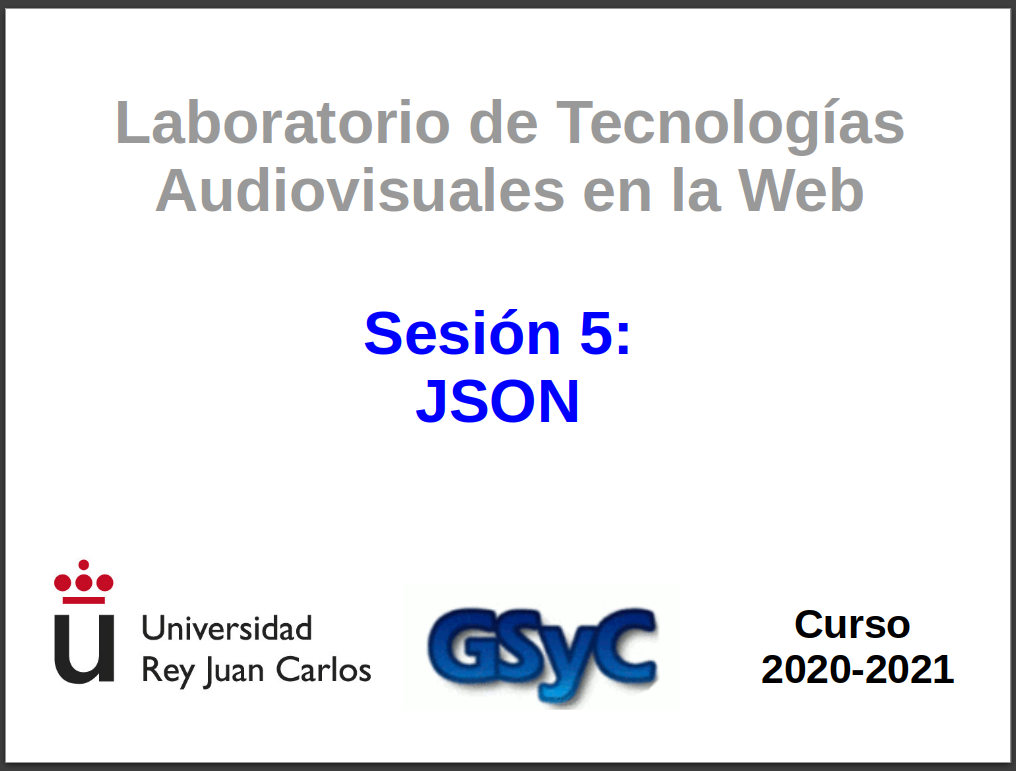 Laboratorio de Tecnologías
Audiovisuales en la Web
Sesión 5:
JSON
u
Universidad
Rey Juan Carlos
GSyC
Curso
2020-2021